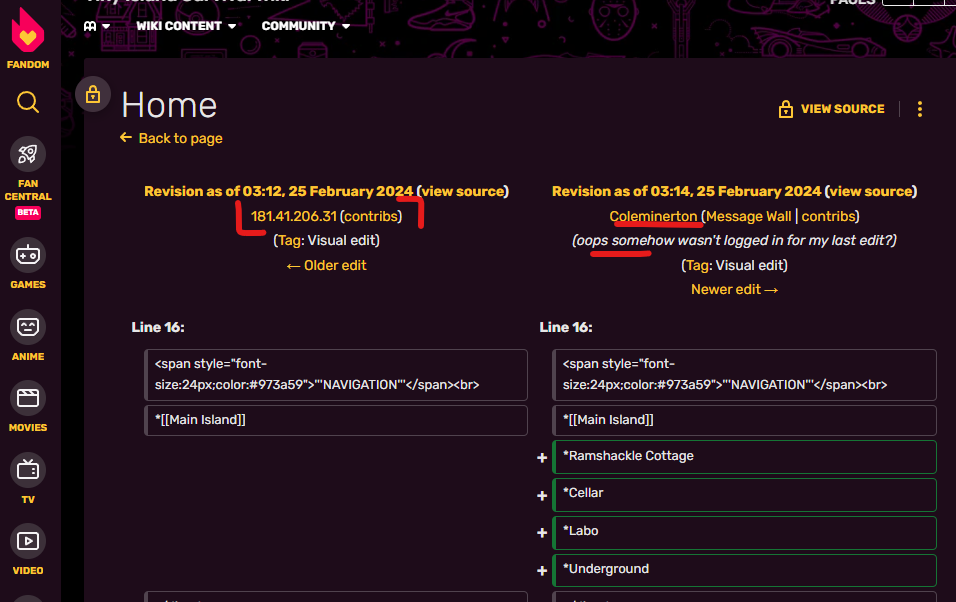 PAGES
WIKI CONTENT
COMMUNITY
FANDOM
FAN
CENTRAL
BETA
GAMES
ANIME
MOVIES
TV
VIDEO
Home
VIEW SOURCE
← Back to page
Revision as of 03:12, 25 February 2024 (view source)
181.41.206.31 (contribs)
(Tag: Visual edit)
← Older edit
Revision as of 03:14, 25 February 2024 (view source)
Coleminerton (Message Wall | contribs)
(oops somehow wasn't logged in for my last edit?)
(Tag: Visual edit)
Newer edit →
Line 16:
Line 16:
<span style="font-
size:24px;color:#973a59">'''NAVIGATION'''</span><br>
<span style="font-
size:24px;color:#973a59">'''NAVIGATION'''</span><br>
*[[Main Island]]
*[[Main Island]]
+ *Ramshackle Cottage
+ *Cellar
+ *Labo
+ *Underground